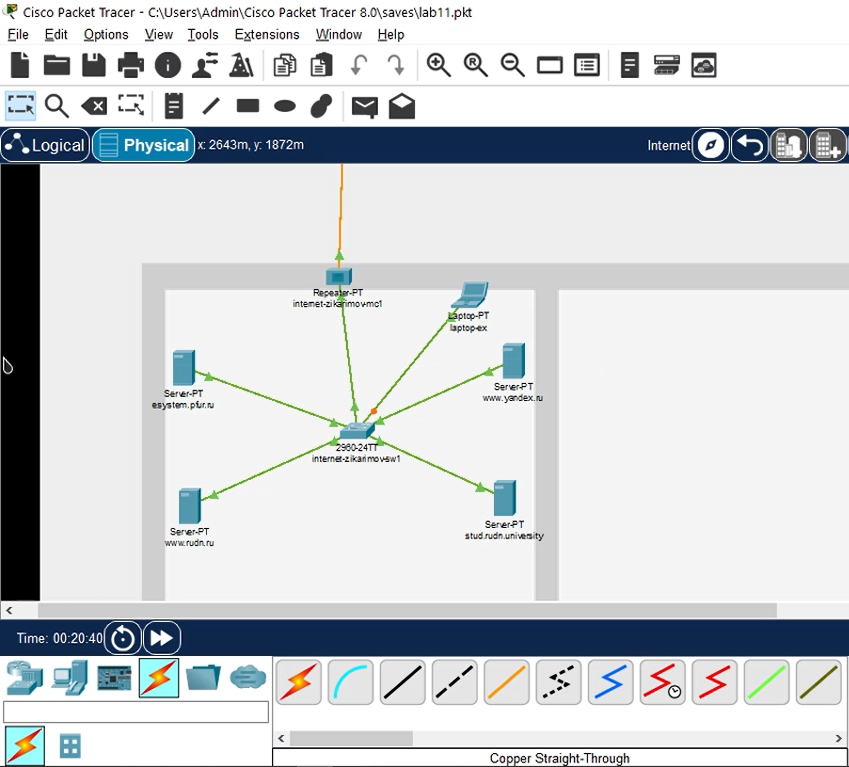 Cisco Packet Tracer - C:\Users\Admin\Cisco Packet Tracer 8.0\saves\lab11.pkt
File Edit Options View Tools Extensions Window Help
Logical Physical x: 2643m, y: 1872m Internet
Repeater-PT
internet-zikarimov-mc1
Laptop-PT
laptop-ex
Server-PT
esystem.pfur.ru
Server-PT
www.yandex.ru
2960-24TT
internet-zikarimov-sw1
Server-PT
www.rudn.ru
Server-PT
stud.rudn.university
Time: 00:20:40
Copper Straight-Through